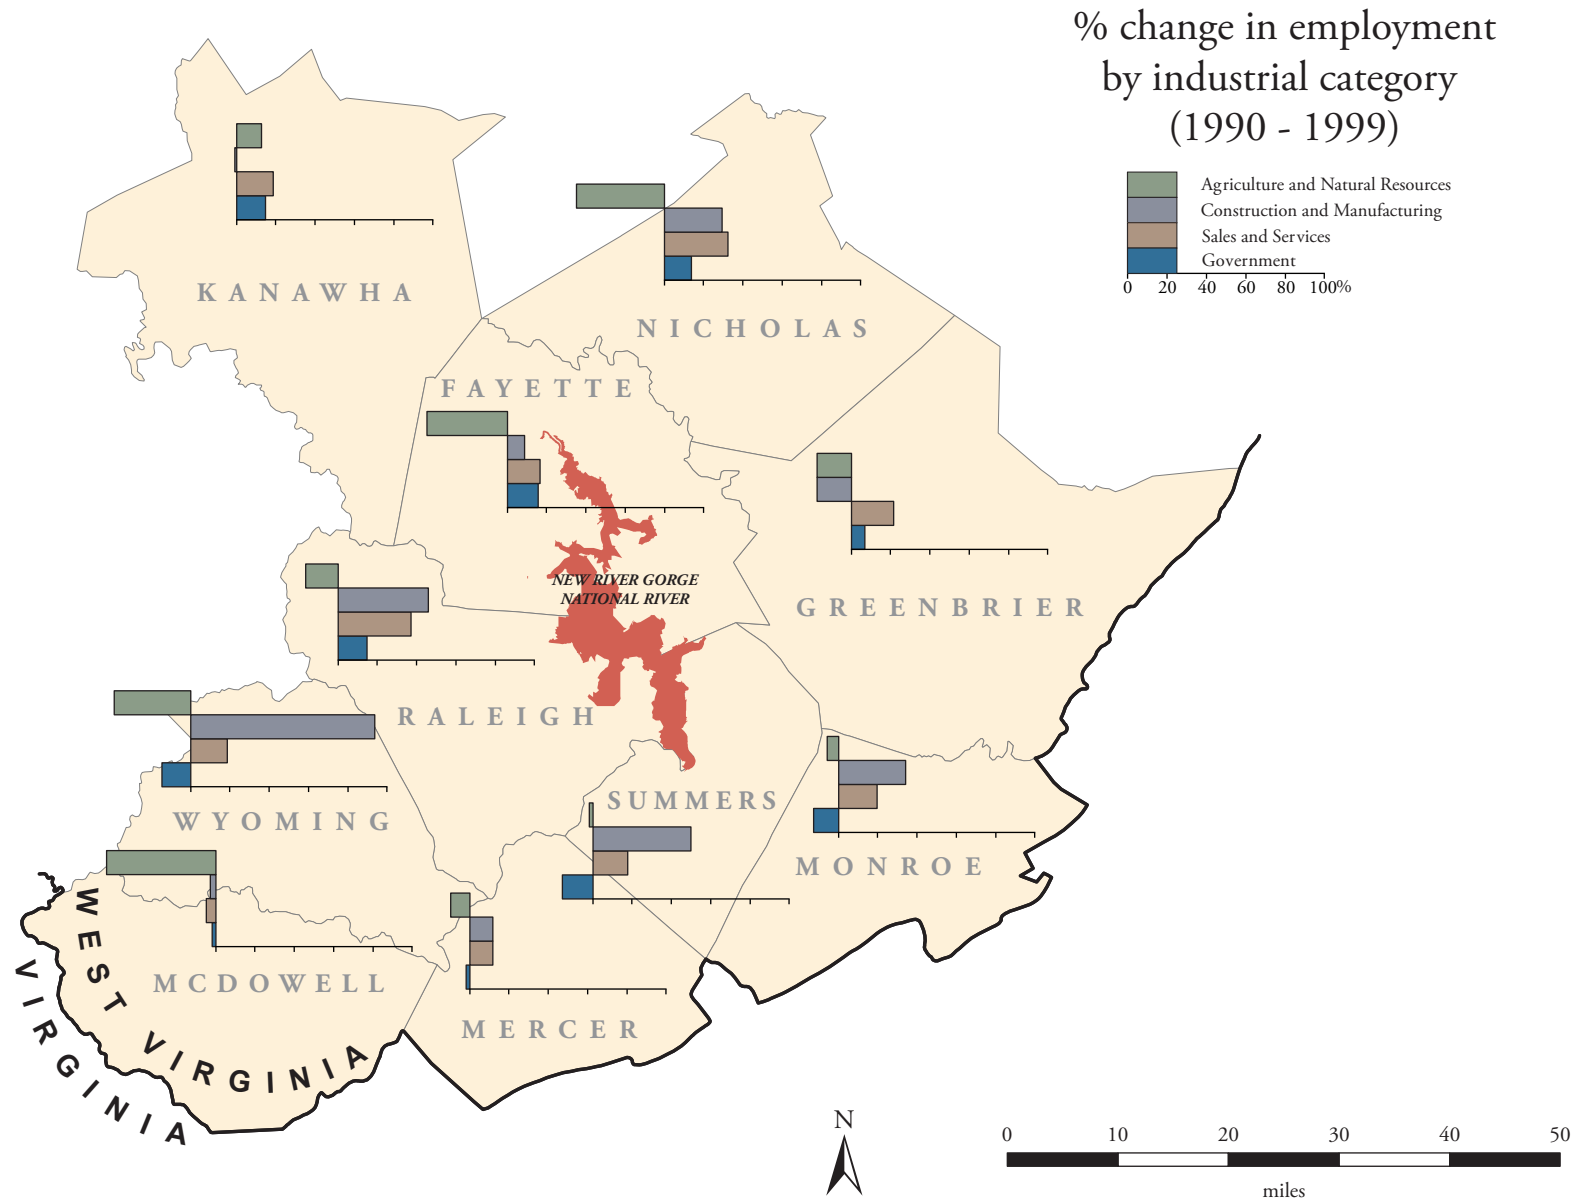 % change in employment
by industrial category
(1990 - 1999)
Agriculture and Natural Resources
Construction and Manufacturing
Sales and Services
Government
0 20 40 60 80 100%
KANAWHA
NICHOLAS
FAYETTE
NEW RIVER GORGE
NATIONAL RIVER
GREENBRIER
RALEIGH
SUMMERS
WYOMING
MONROE
MCDOWELL
MERCER
WEST VIRGINIA
VIRGINIA
N
0 10 20 30 40 50
miles